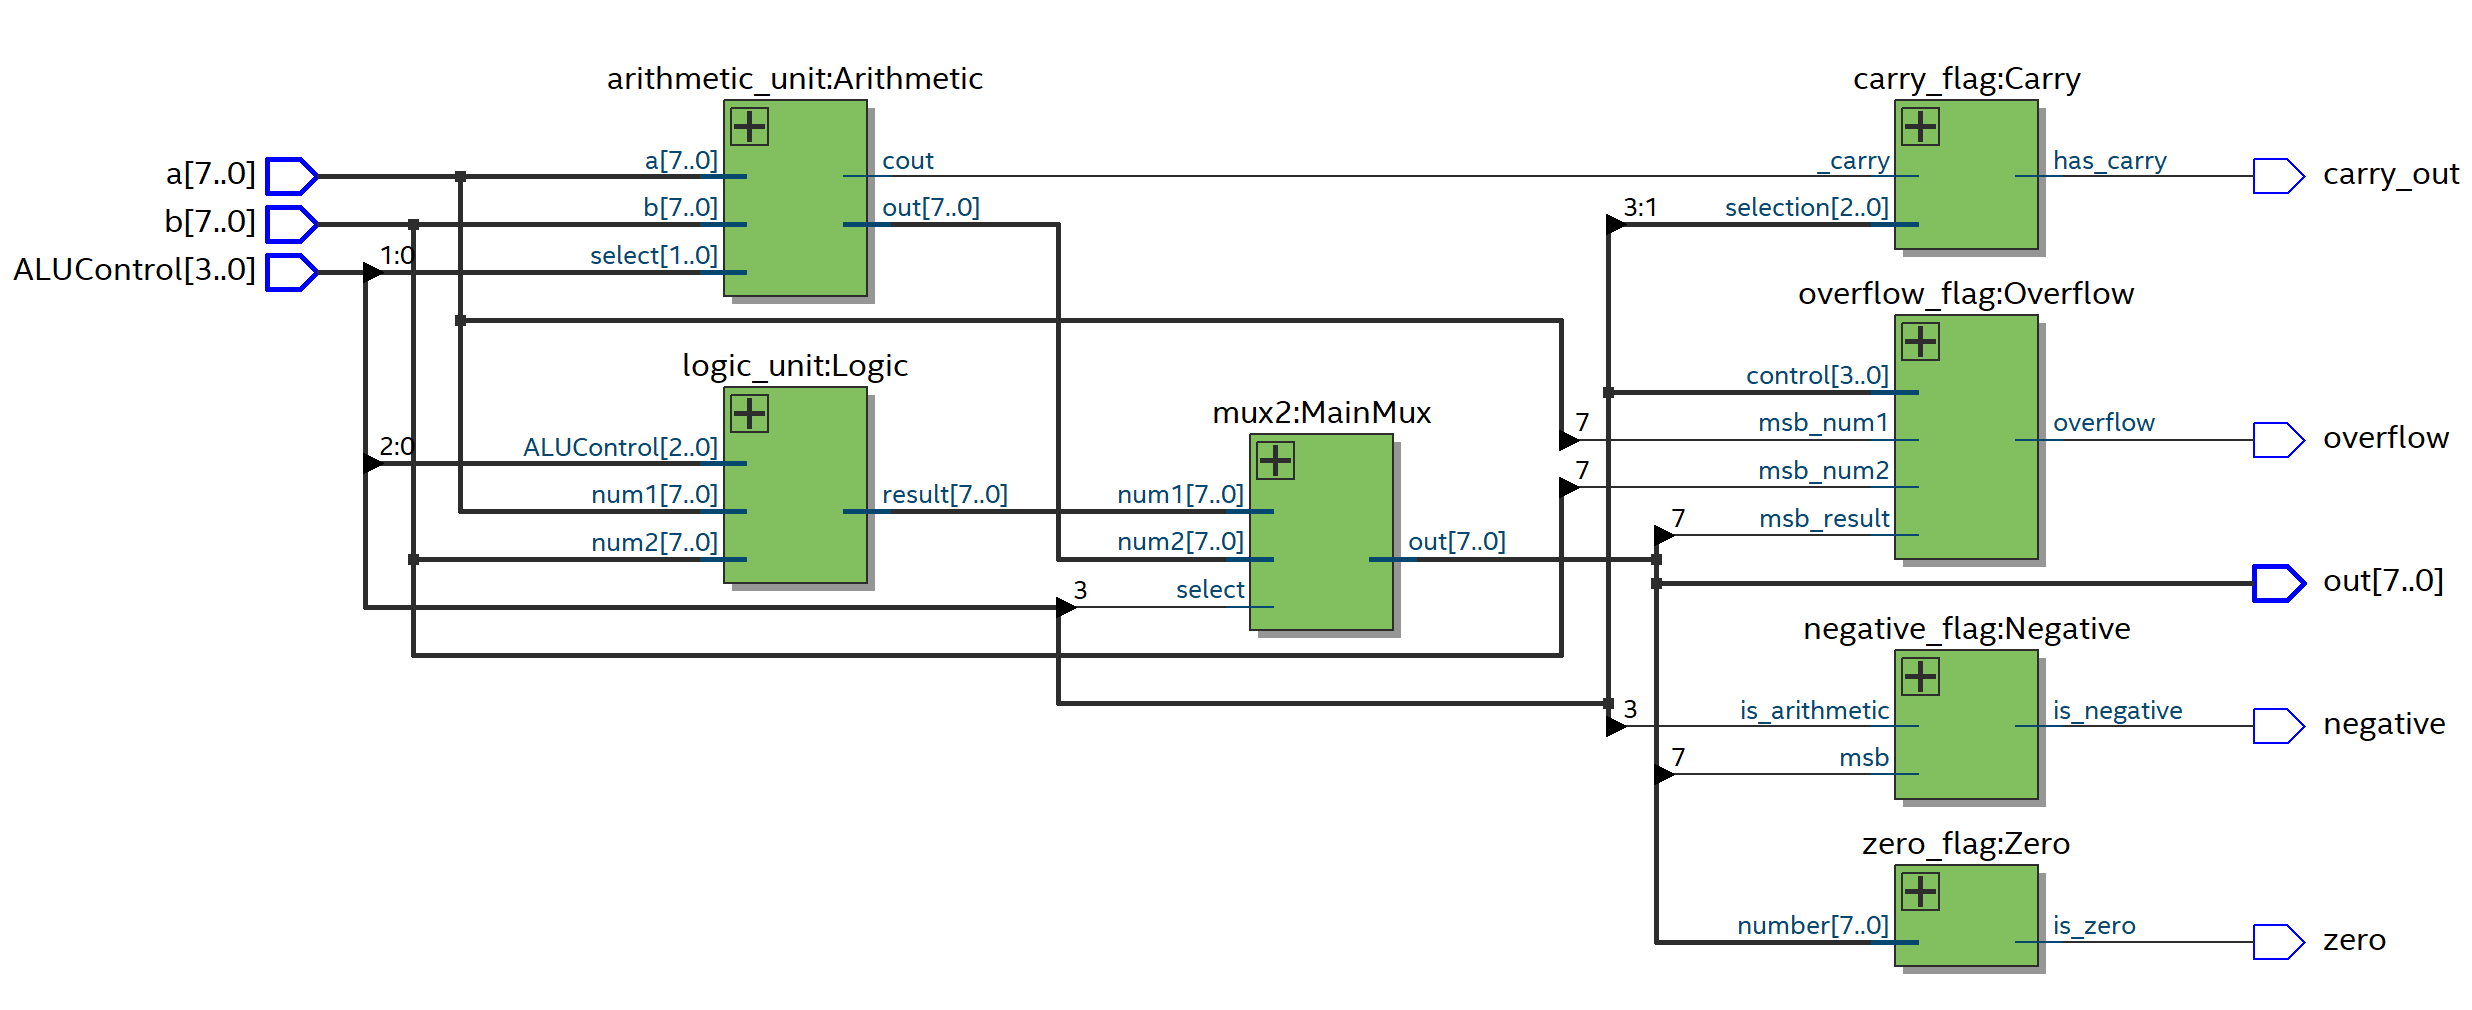 arithmetic_unit:Arithmetic
a[7..0]
b[7..0]
ALUControl[3..0]
1:0
a[7..0]
b[7..0]
select[1..0]
cout
out[7..0]
logic_unit:Logic
2:0
ALUControl[2..0]
num1[7..0]
num2[7..0]
result[7..0]
mux2:MainMux
num1[7..0]
num2[7..0]
3
select
out[7..0]
carry_flag:Carry
_carry
3:1
selection[2..0]
has_carry
carry_out
overflow_flag:Overflow
control[3..0]
7
msb_num1
7
msb_num2
7
msb_result
overflow
overflow
out[7..0]
negative_flag:Negative
3
is_arithmetic
7
msb
is_negative
negative
zero_flag:Zero
number[7..0]
is_zero
zero